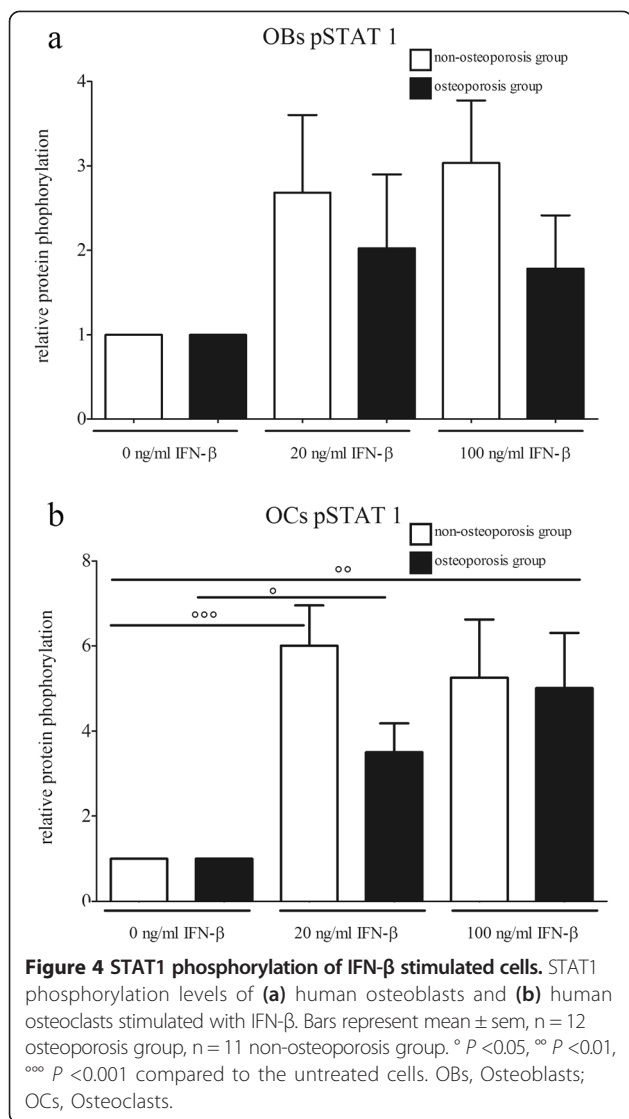 a
OBs pSTAT 1
non-osteoporosis group
osteoporosis group
relative protein phophorylation
4
3
2
1
0
0 ng/ml IFN-β
20 ng/ml IFN-β
100 ng/ml IFN-β
b
OCs pSTAT 1
non-osteoporosis group
osteoporosis group
relative protein phophorylation
8
6
4
2
0
°°
°
°°°
0 ng/ml IFN-β
20 ng/ml IFN-β
100 ng/ml IFN-β
Figure 4 STAT1 phosphorylation of IFN-β stimulated cells. STAT1
phosphorylation levels of (a) human osteoblasts and (b) human
osteoclasts stimulated with IFN-β. Bars represent mean ± sem, n = 12
osteoporosis group, n = 11 non-osteoporosis group. ° P <0.05, °° P <0.01,
°°° P <0.001 compared to the untreated cells. OBs, Osteoblasts;
OCs, Osteoclasts.